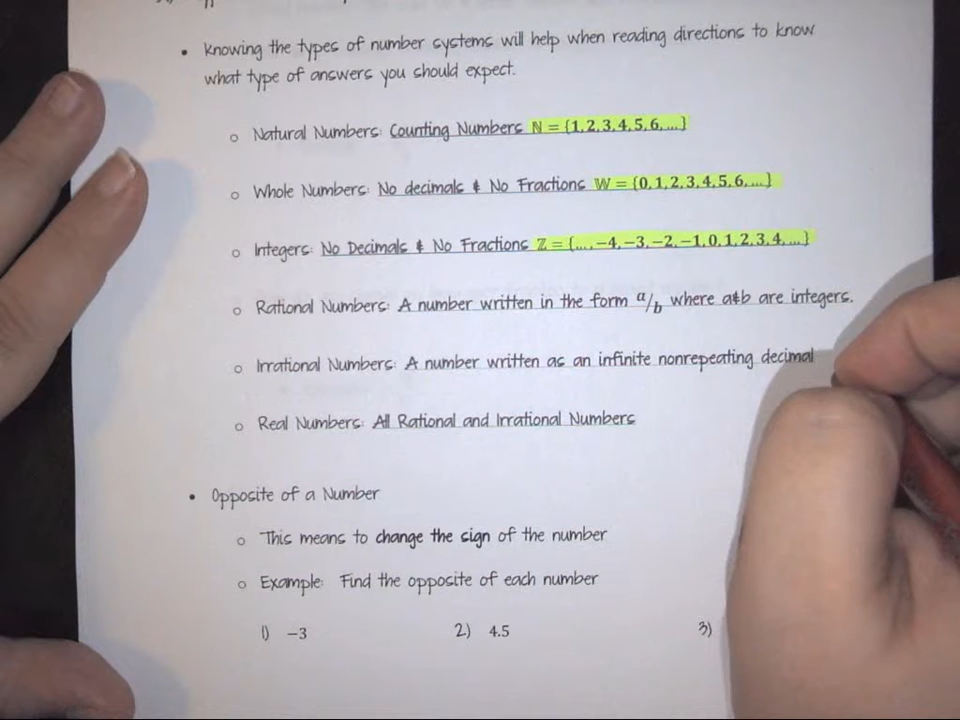 • Knowing the types of number systems will help when reading directions to know
what type of answers you should expect.
o Natural Numbers: Counting Numbers ℕ = {1,2,3,4,5,6,...}
o Whole Numbers: No decimals & No Fractions W = {0,1,2,3,4,5,6,...}
o Integers: No Decimals & No Fractions ℤ = {...,−4,−3,−2,−1,0,1,2,3,4,...}
o Rational Numbers: A number written in the form a/b where a&b are integers.
o Irrational Numbers: A number written as an infinite nonrepeating decimal
o Real Numbers: All Rational and Irrational Numbers
• Opposite of a Number
o This means to change the sign of the number
o Example: Find the opposite of each number
1) −3 2) 4.5 3)